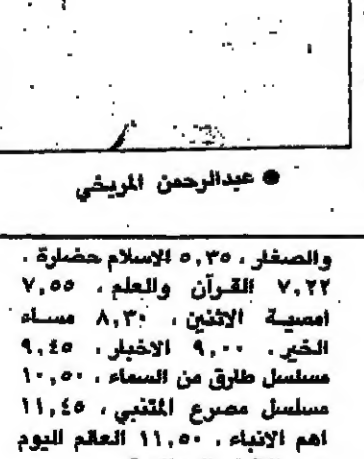 ● عبدالرحمن المريخي
والصغار ، ٥,٣٥ الإسلام حضارة ،
٧,٢٢ القرآن والعلم ، ٧,٥٥
امسية الاثنين ، ٨,٣٠ مساء
الخير ، ٩,٠٠ الاخبار ، ٩,٤٥
مسلسل طارق من السماء ، ١٠,٥٠
مسلسل مصرع المتنبي ، ١١,٤٥
اهم الانباء ، ١١,٥٠ العالم اليوم